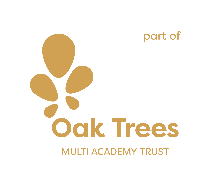 part of
Oak Trees
MULTI ACADEMY TRUST